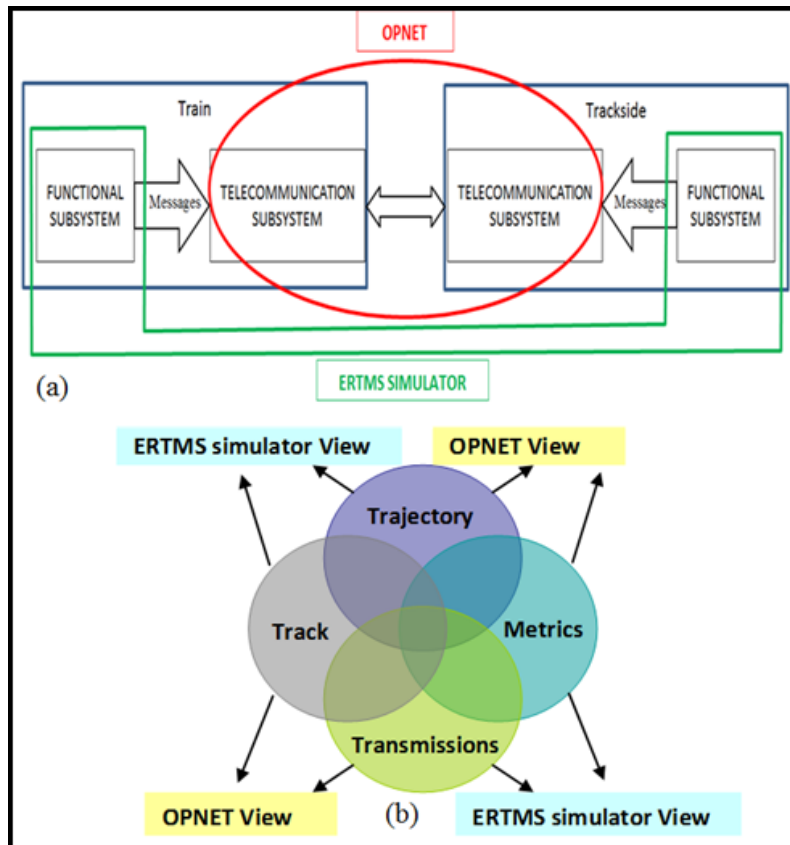 OPNET
Train
Trackside
FUNCTIONAL
SUBSYSTEM
Messages
TELECOMMUNICATION
SUBSYSTEM
TELECOMMUNICATION
SUBSYSTEM
Messages
FUNCTIONAL
SUBSYSTEM
ERTMS SIMULATOR
(a)
ERTMS simulator View
OPNET View
Trajectory
Track
Metrics
Transmissions
OPNET View
(b)
ERTMS simulator View